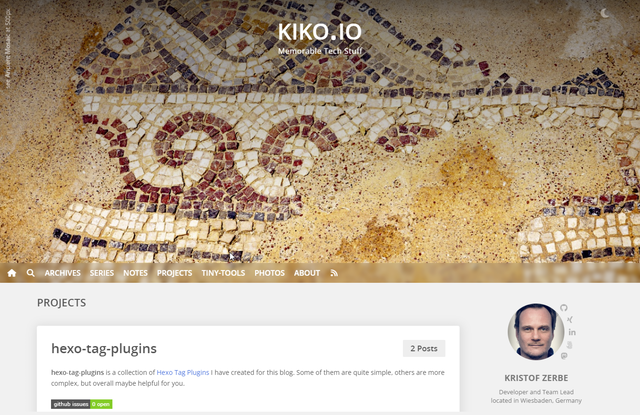 see Ancient Mosaic at 500px
KIKO.IO
Memorable Tech Stuff
ARCHIVES SERIES NOTES PROJECTS TINY-TOOLS PHOTOS ABOUT
PROJECTS
hexo-tag-plugins
2 Posts
hexo-tag-plugins is a collection of Hexo Tag Plugins I have created for this blog. Some of them are quite simple, others are more
complex, but overall maybe helpful for you.
github issues 0 open
in
KRISTOF ZERBE
Developer and Team Lead
located in Wiesbaden, Germany